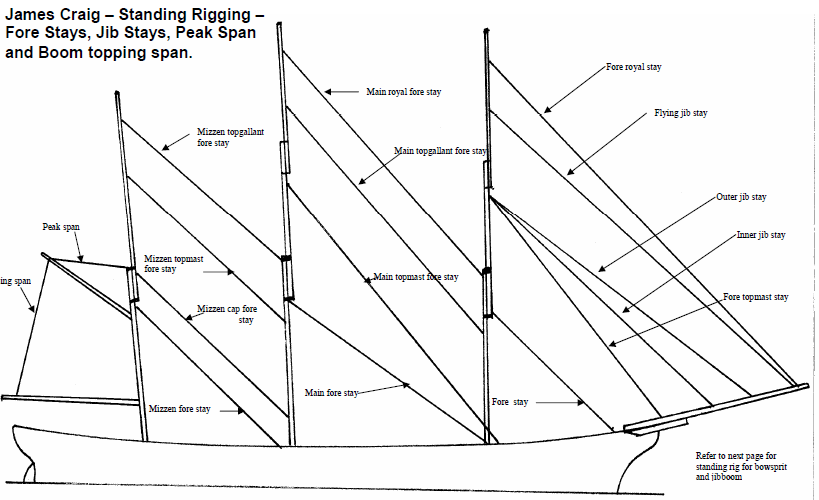 James Craig – Standing Rigging –
Fore Stays, Jib Stays, Peak Span
and Boom topping span.
Fore royal stay
Main royal fore stay
Flying jib stay
Mizzen topgallant
fore stay
Main topgallant fore stay
Outer jib stay
Peak span
Inner jib stay
Mizzen topmast
fore stay
Main topmast fore stay
ing span
Fore topmast stay
Mizzen cap fore
stay
Main fore stay
Fore stay
Mizzen fore stay
Refer to next page for
standing rig for bowsprit
and jibboom